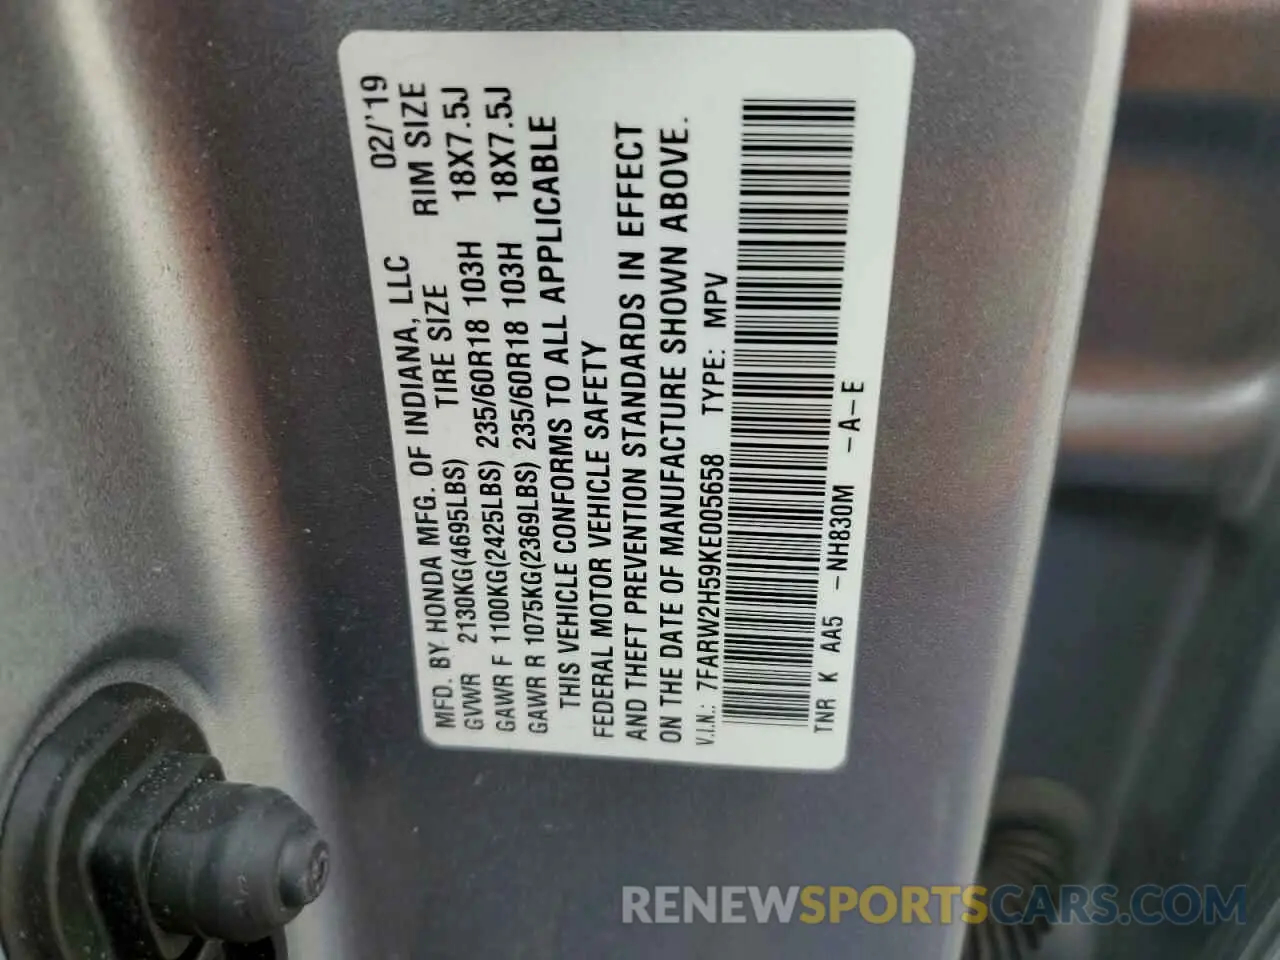 MFD. BY HONDA MFG. OF INDIANA, LLC 02/'19
GVWR 2130KG(4695LBS) TIRE SIZE RIM SIZE
GAWR F 1100KG(2425LBS) 235/60R18 103H 18X7.5J
GAWR R 1075KG(2369LBS) 235/60R18 103H 18X7.5J
THIS VEHICLE CONFORMS TO ALL APPLICABLE
FEDERAL MOTOR VEHICLE SAFETY
AND THEFT PREVENTION STANDARDS IN EFFECT
ON THE DATE OF MANUFACTURE SHOWN ABOVE.
V.I.N.: 7FARW2H59KE005658 TYPE: MPV
TNR K AA5 -NH830M -A-E
RENEWSPORTSCARS.COM